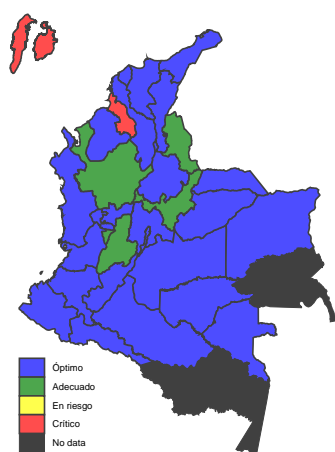 Óptimo
Adecuado
En riesgo
Crítico
No data